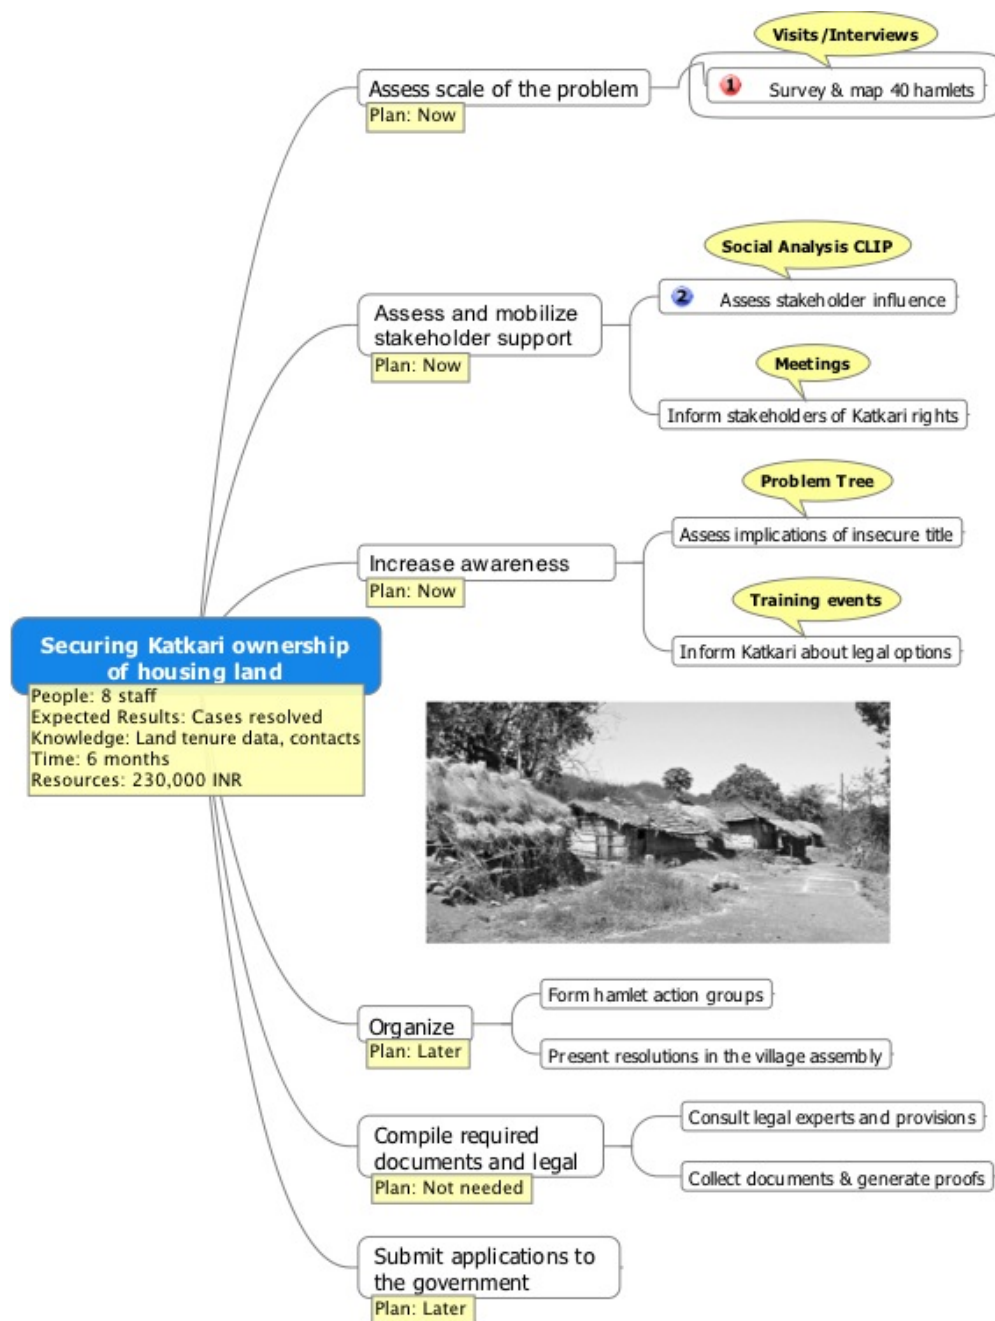 Visits/Interviews
Assess scale of the problem
1 Survey & map 40 hamlets
Plan: Now
Social Analysis CLIP
2 Assess stakeholder influence
Assess and mobilize
stakeholder support
Plan: Now
Meetings
Inform stakeholders of Katkari rights
Problem Tree
Assess implications of insecure title
Increase awareness
Plan: Now
Training events
Inform Katkari about legal options
Securing Katkari ownership
of housing land
People: 8 staff
Expected Results: Cases resolved
Knowledge: Land tenure data, contacts
Time: 6 months
Resources: 230,000 INR
Form hamlet action groups
Organize
Plan: Later
Present resolutions in the village assembly
Consult legal experts and provisions
Compile required
documents and legal
Plan: Not needed
Collect documents & generate proofs
Submit applications to
the government
Plan: Later